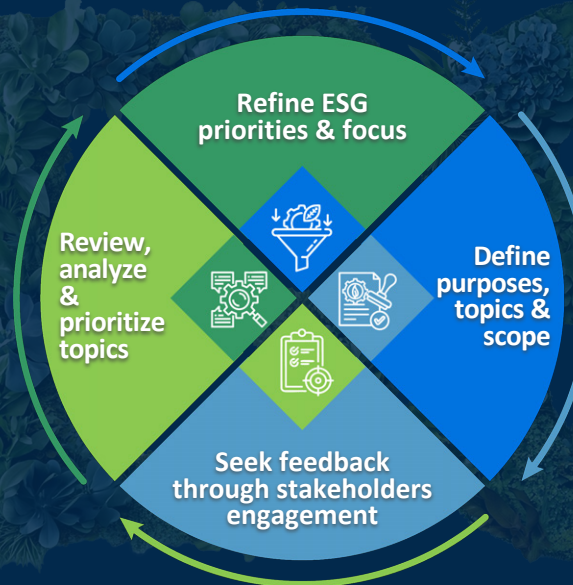 Refine ESG
priorities & focus
Define
purposes,
topics &
scope
Seek feedback
through stakeholders
engagement
Review,
analyze
&
prioritize
topics